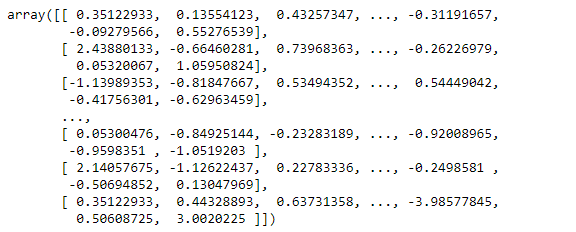 array([[ 0.35122933,  0.13554123,  0.43257347, ..., -0.31191657,
        -0.09279566,  0.55276539],
       [ 2.43880133, -0.66460281,  0.73968363, ..., -0.26226979,
         0.05320067,  1.05950824],
       [-1.13989353, -0.81847667,  0.53494352, ...,  0.54449042,
        -0.41756301, -0.62963459],
       ...,
       [ 0.05300476, -0.84925144, -0.23283189, ..., -0.92008965,
        -0.9598351 , -1.0519203 ],
       [ 2.14057675, -1.12622437,  0.22783336, ..., -0.2498581 ,
        -0.50694852,  0.13047969],
       [ 0.35122933,  0.44328893,  0.63731358, ..., -3.98577845,
         0.50608725,  3.0020225 ]])